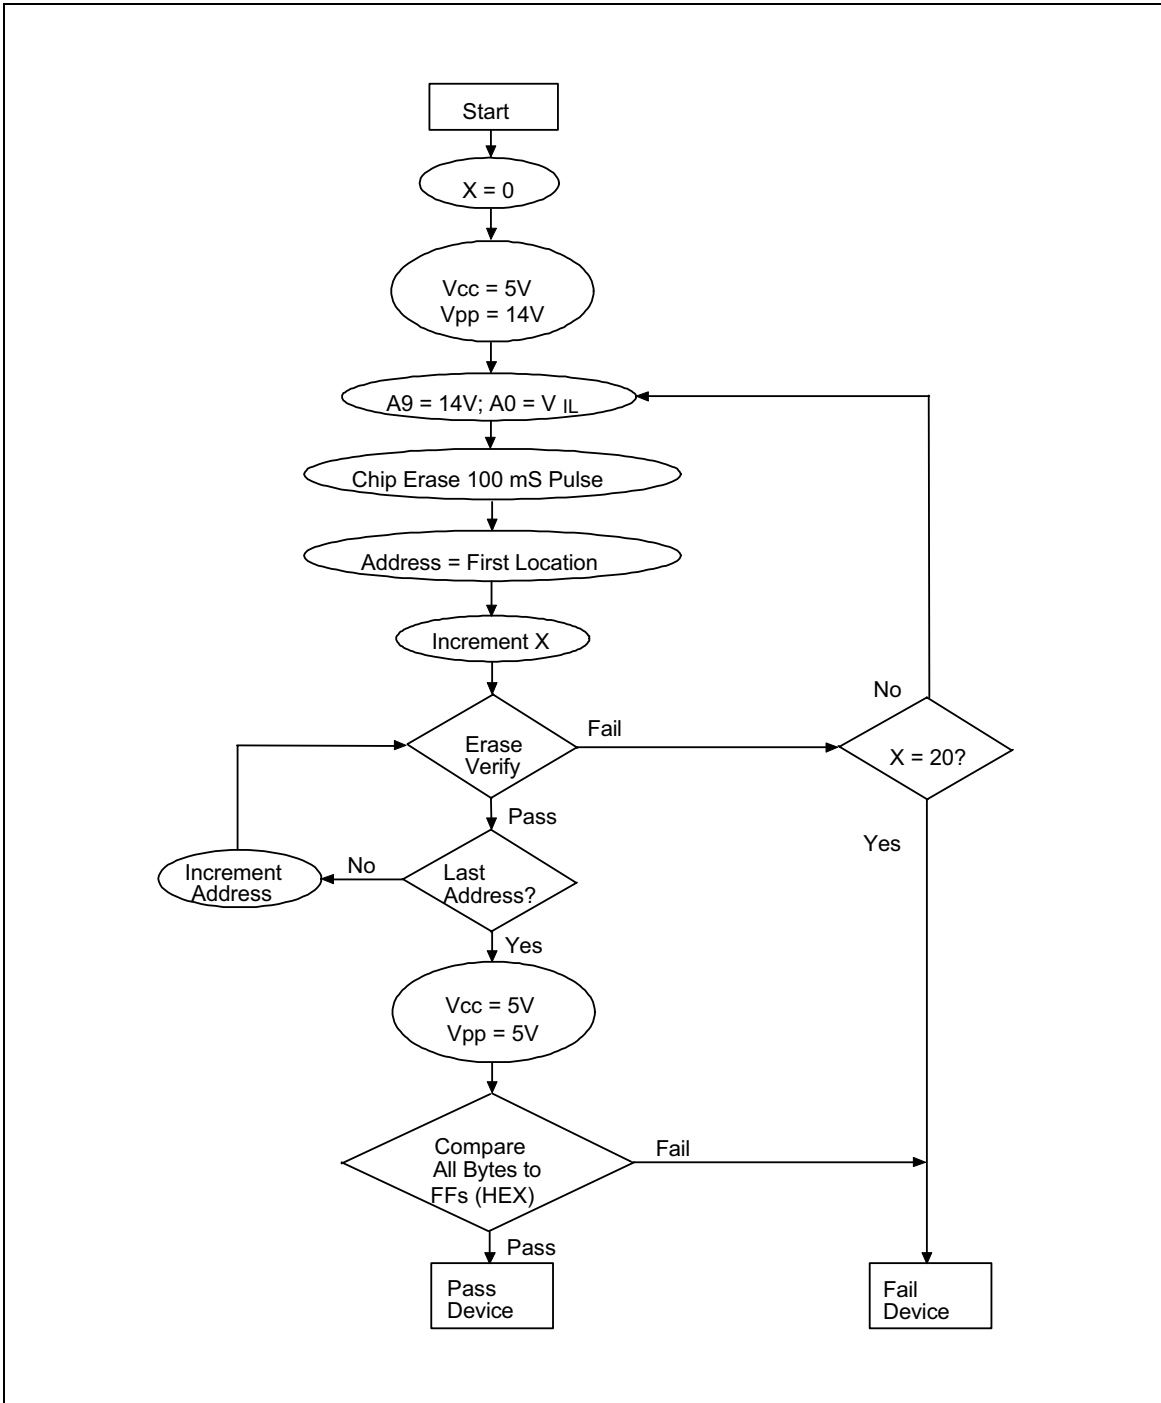 Start
X = 0
Vcc = 5V
Vpp = 14V
A9 = 14V; A0 = V IL
Chip Erase 100 mS Pulse
Address = First Location
Increment X
Erase
Verify
Fail
No
X = 20?
Yes
Pass
Last
Address?
No
Increment
Address
Yes
Vcc = 5V
Vpp = 5V
Compare
All Bytes to
FFs (HEX)
Fail
Pass
Pass
Device
Fail
Device